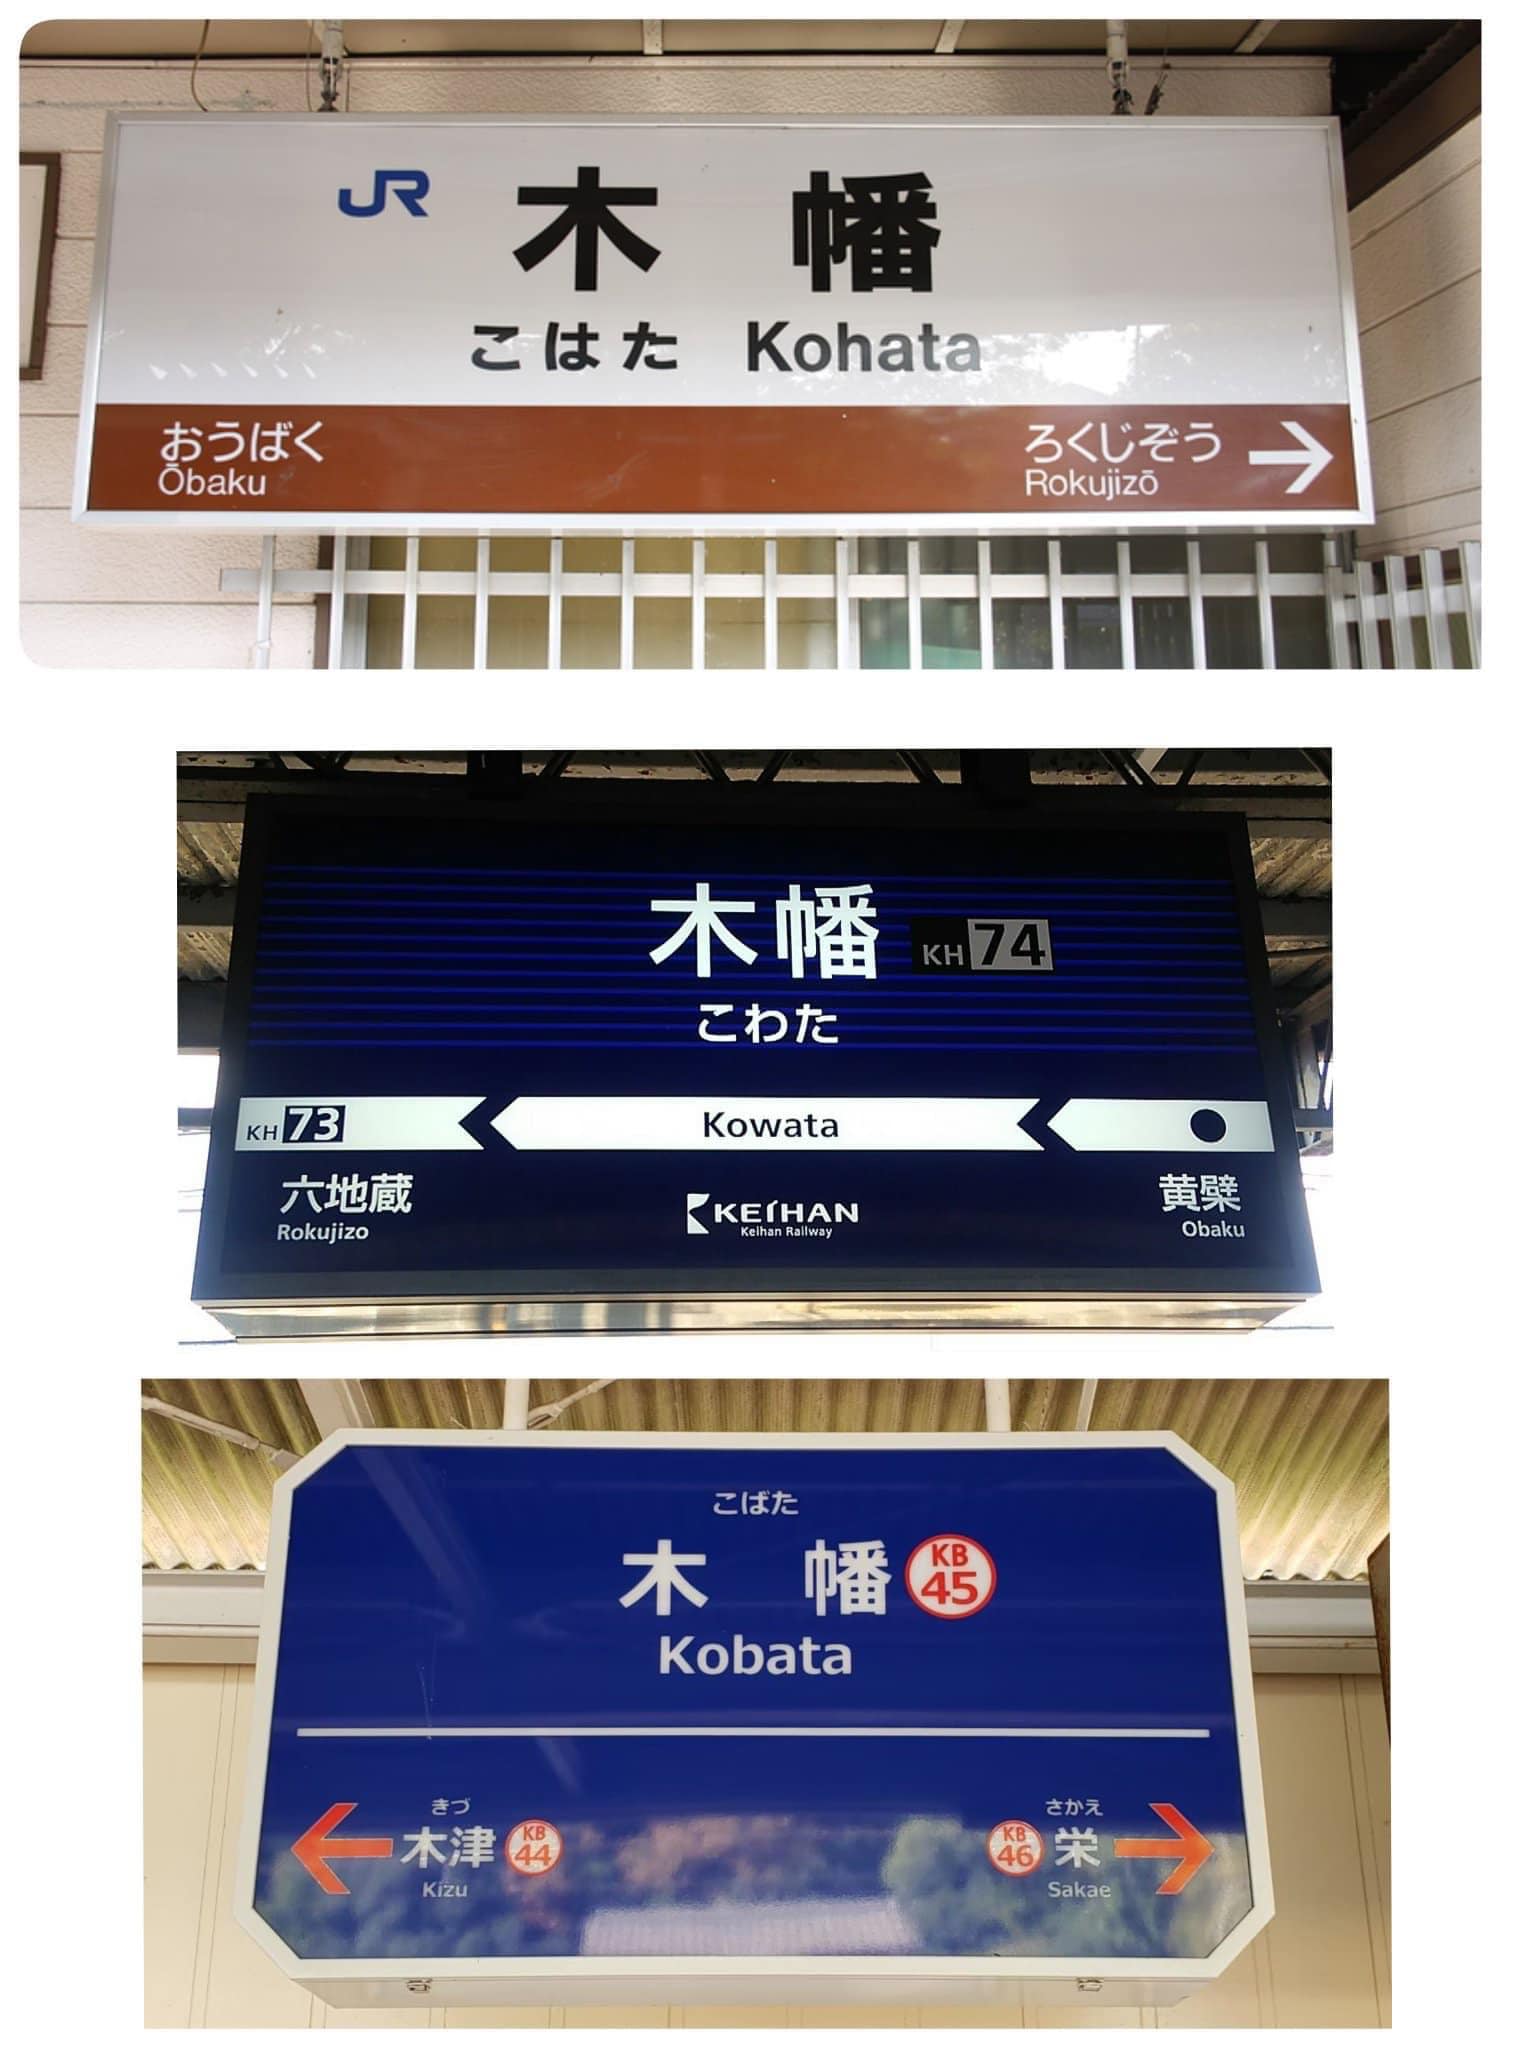 JR 木幡
こはた Kohata
おうばく ろくじぞう →
Ōbaku Rokujizō
木幡 KH 74
こわた
KH 73 Kowata
六地蔵 黄檗
Rokujizo Obaku
KEIHAN
Keihan Railway
こばた
木幡 KB 45
Kobata
きづ さかえ
← 木津 KB 44 KB 46 栄 →
Kizu Sakae